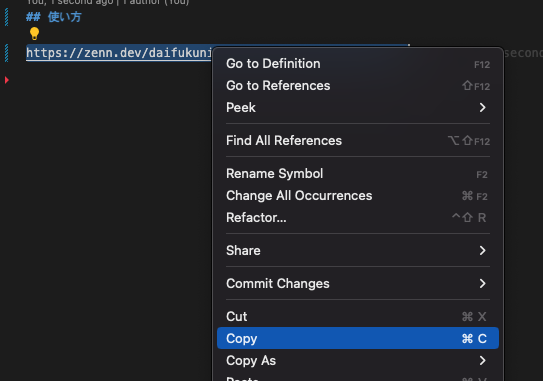 You, 1 second ago | 1 author (You)
## 使い方
https://zenn.dev/daifukuni
second
Go to Definition F12
Go to References ⇧F12
Peek >
Find All References ⌥⇧F12
Rename Symbol F2
Change All Occurrences ⌘ F2
Refactor... ^⇧ R
Share >
Commit Changes >
Cut ⌘ X
Copy ⌘ C
Copy As >
Paste ⌘ V